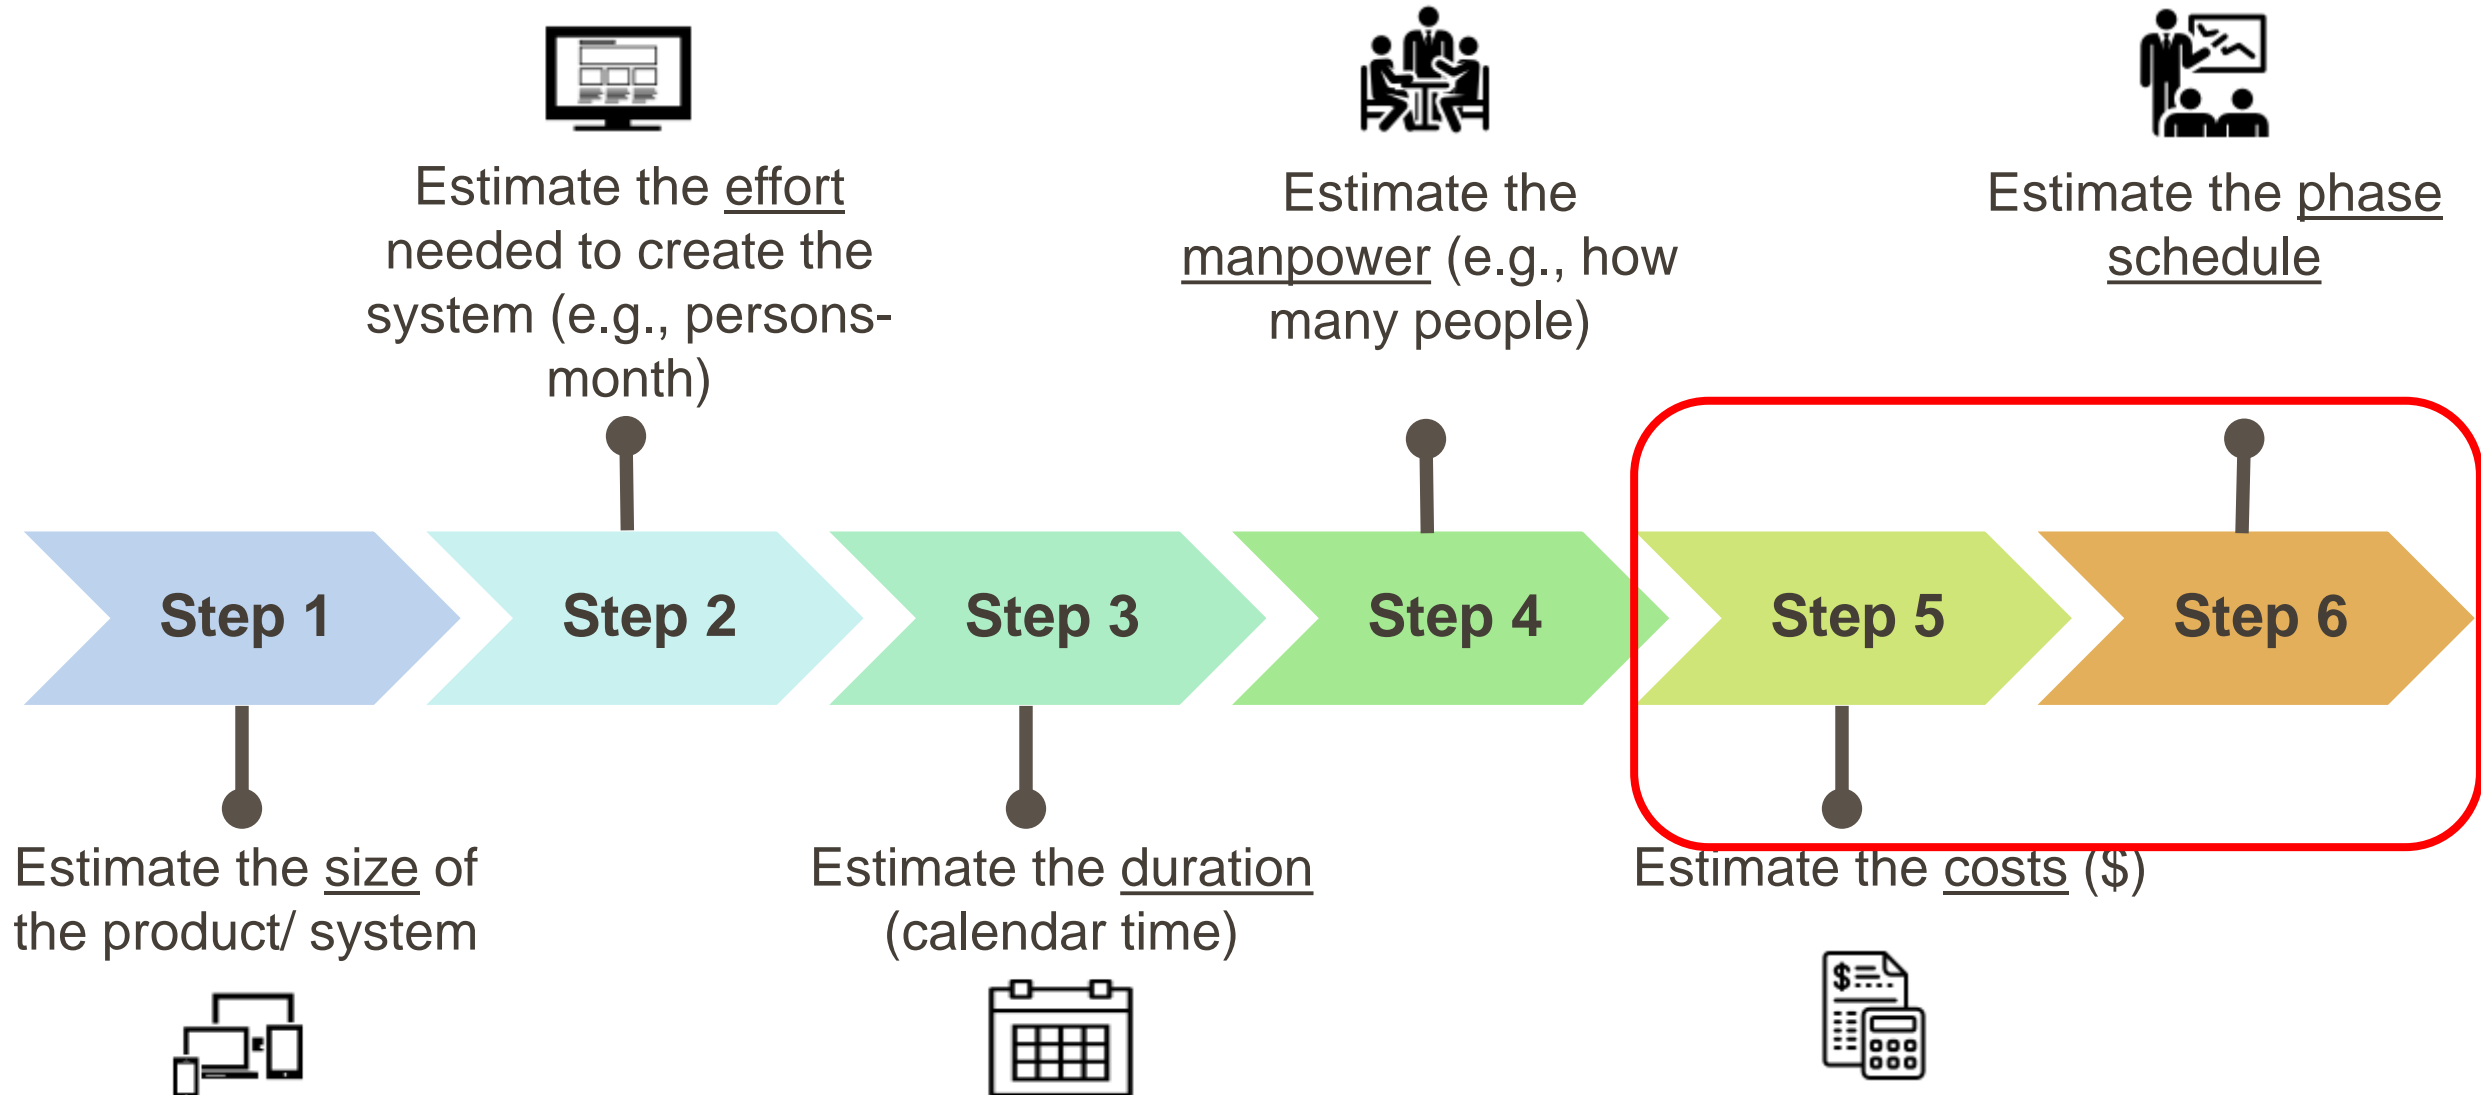 Estimate the effort
needed to create the
system (e.g., persons-
month)
Estimate the
manpower (e.g., how
many people)
Estimate the phase
schedule
Step 1
Step 2
Step 3
Step 4
Step 5
Step 6
Estimate the size of
the product/ system
Estimate the duration
(calendar time)
Estimate the costs ($)
$